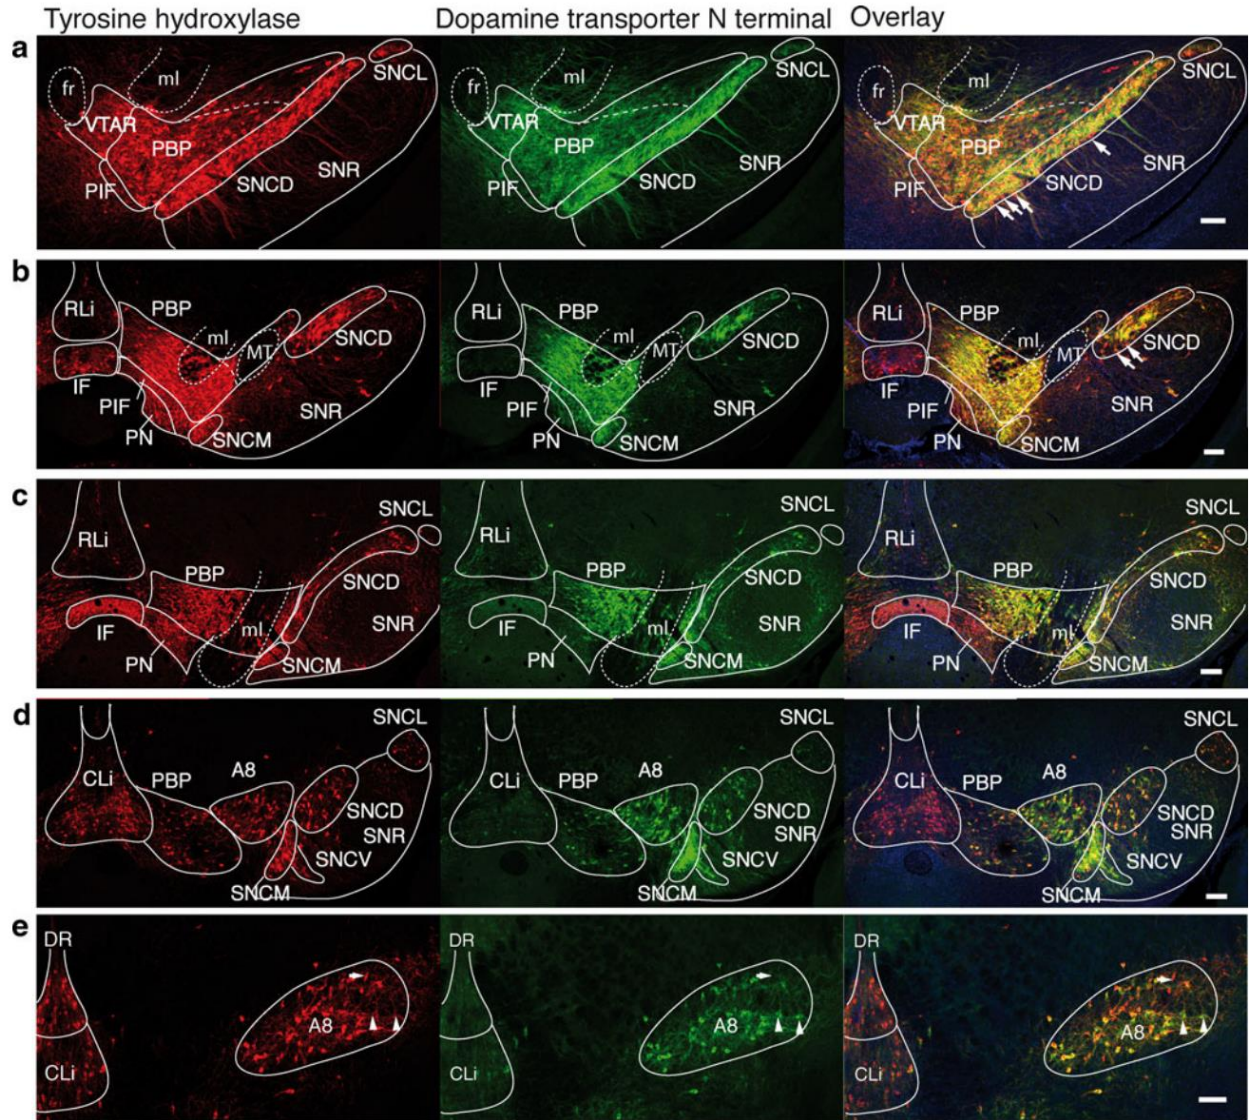 Tyrosine hydroxylase Dopamine transporter N terminal Overlay
a
fr ml SNCL
VTAR
PBP
PIF SNCD SNR
ml SNCL
VTAR
PBP
PIF SNCD SNR
fr ml SNCL
VTAR
PBP
PIF SNCD SNR
b
RLi PBP ml
MT SNCD
IF
PIF SNR
PN SNCM
RLi PBP ml
MT SNCD
IF
PIF SNR
PN SNCM
RLi PBP ml
MT SNCD
IF
PIF SNR
PN SNCM
c
SNCL
RLi
PBP SNCD
IF ml SNR
PN SNCM
SNCL
RLi
PBP SNCD
IF ml SNR
PN SNCM
SNCL
RLi
PBP SNCD
IF ml SNR
PN SNCM
d
SNCL
CLi PBP A8
SNCD
SNR
SNCV
SNCM
SNCL
CLi PBP A8
SNCD
SNR
SNCV
SNCM
SNCL
CLi PBP A8
SNCD
SNR
SNCV
SNCM
e
DR
A8
CLi
DR
A8
CLi
DR
A8
CLi